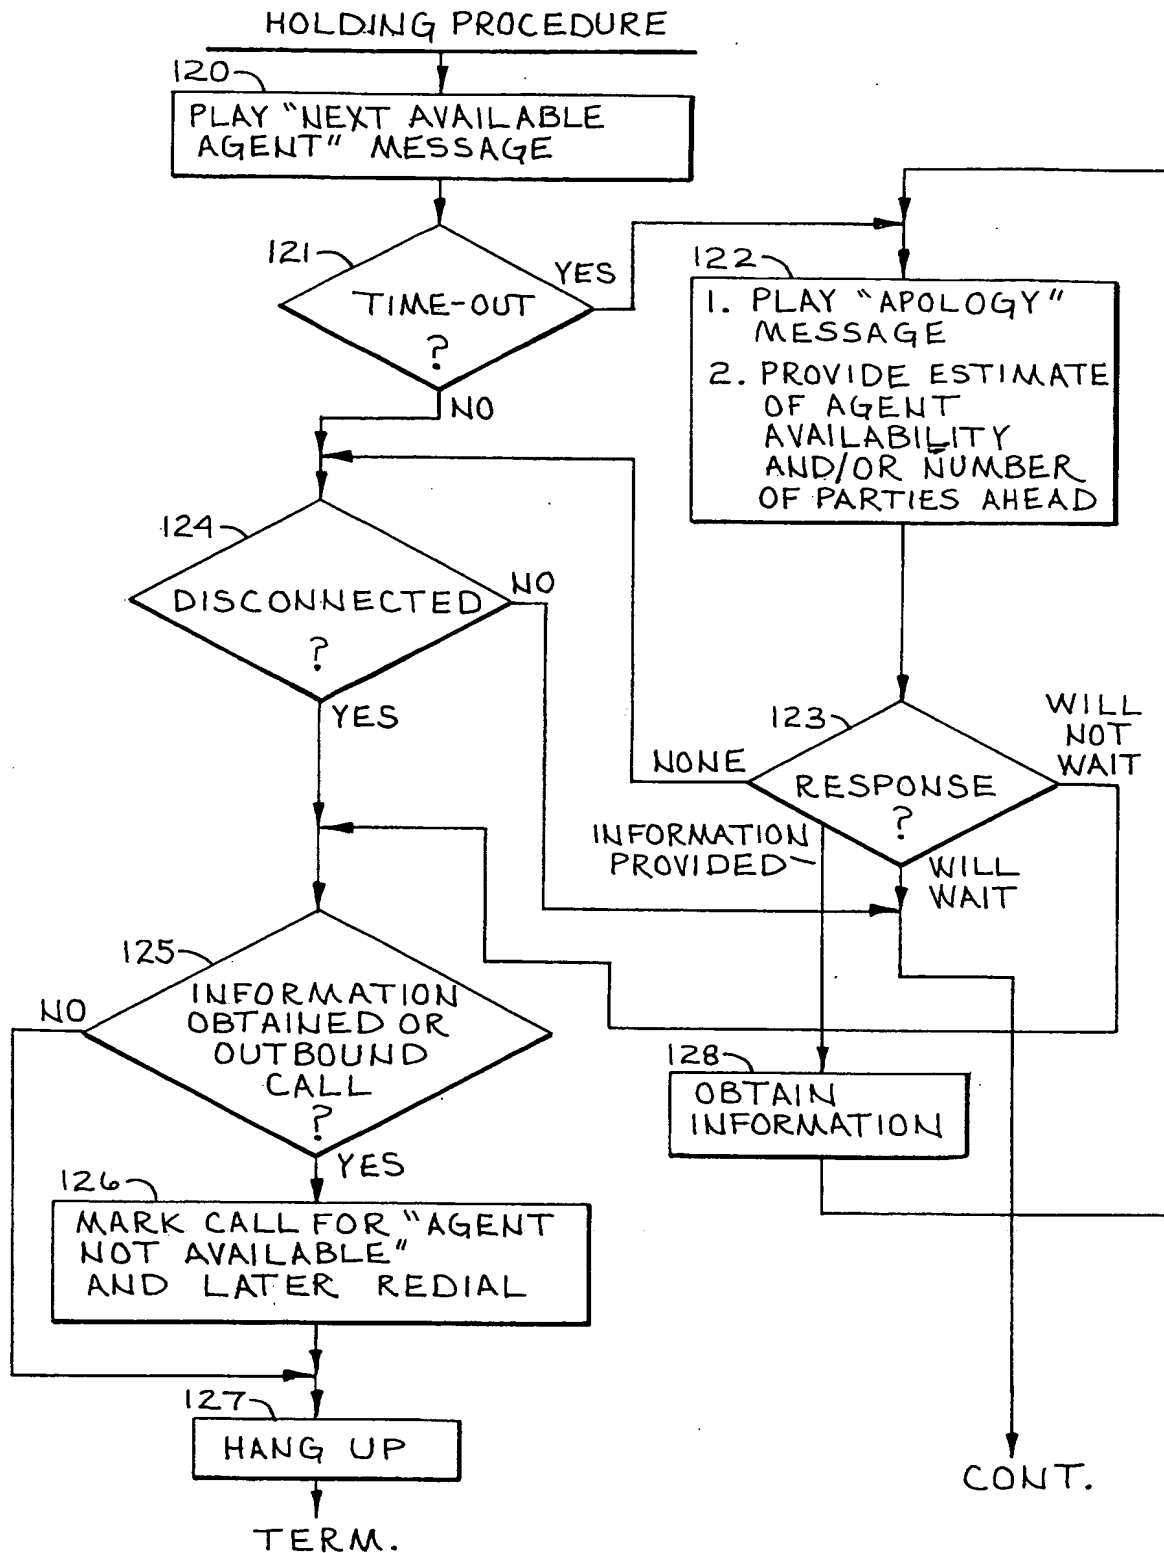 HOLDING PROCEDURE
120
PLAY "NEXT AVAILABLE
AGENT" MESSAGE
121
TIME-OUT
?
YES
NO
122
1. PLAY "APOLOGY"
MESSAGE
2. PROVIDE ESTIMATE
OF AGENT
AVAILABILITY
AND/OR NUMBER
OF PARTIES AHEAD
124
DISCONNECTED
?
NO
YES
123
RESPONSE
?
NONE
WILL
NOT
WAIT
INFORMATION
PROVIDED
WILL
WAIT
125
INFORMATION
OBTAINED OR
OUTBOUND
CALL
?
NO
YES
128
OBTAIN
INFORMATION
126
MARK CALL FOR "AGENT
NOT AVAILABLE"
AND LATER REDIAL
127
HANG UP
TERM.
CONT.